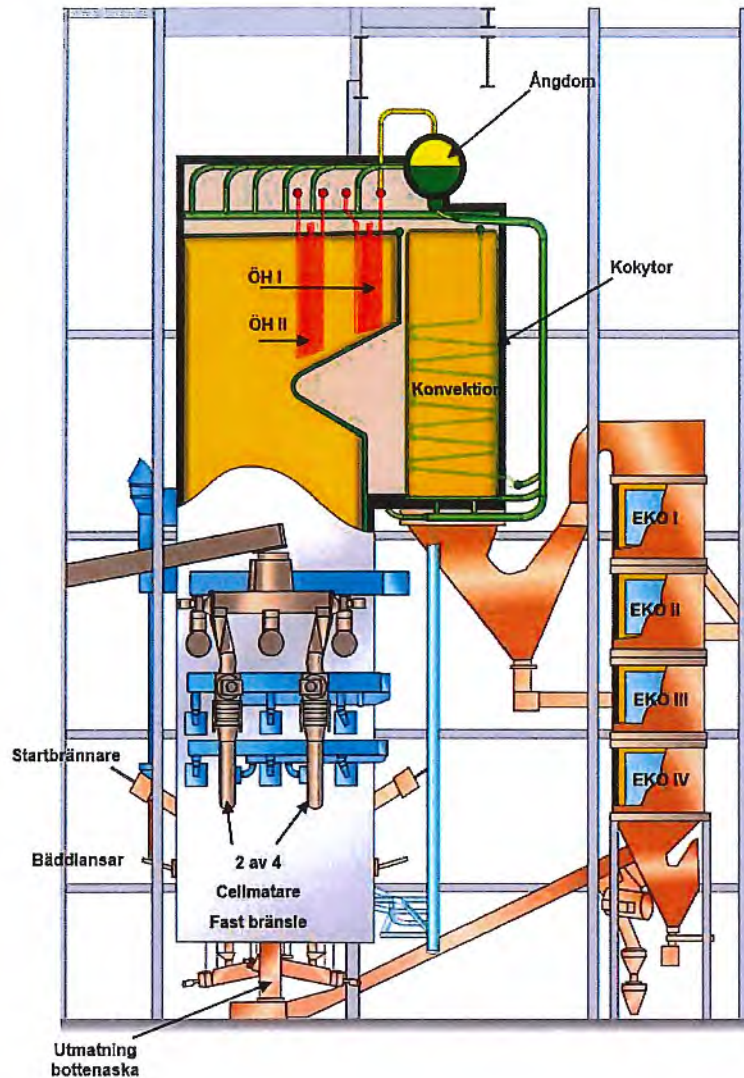 Ångdom
ÖH I
Kokytor
ÖH II
Konvektion
EKO I
EKO II
EKO III
Startbrännare
EKO IV
Bäddlansar
2 av 4
Cellmatare
Fast bränsle
Utmatning
bottenaska